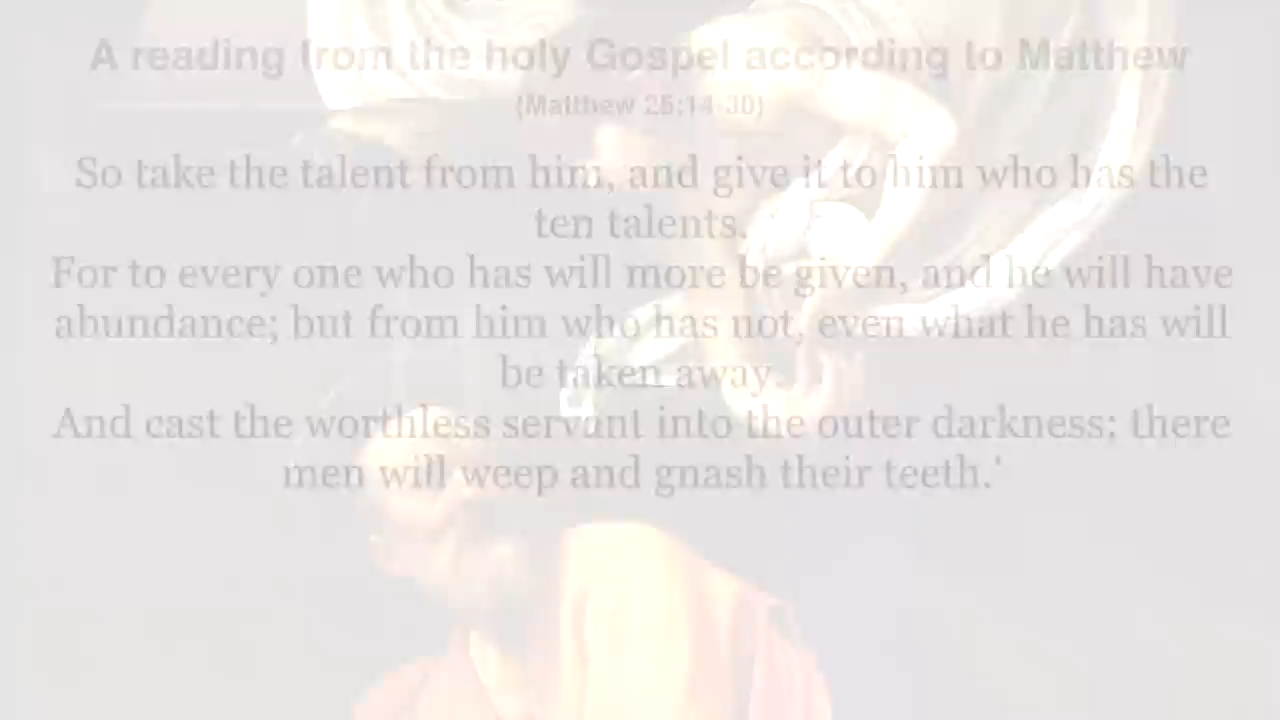 A reading from the holy Gospel according to Matthew
(Matthew 25:14-30)
So take the talent from him, and give it to him who has the
ten talents.
For to every one who has will more be given, and he will have
abundance; but from him who has not, even what he has will
be taken away.
And cast the worthless servant into the outer darkness; there
men will weep and gnash their teeth.'